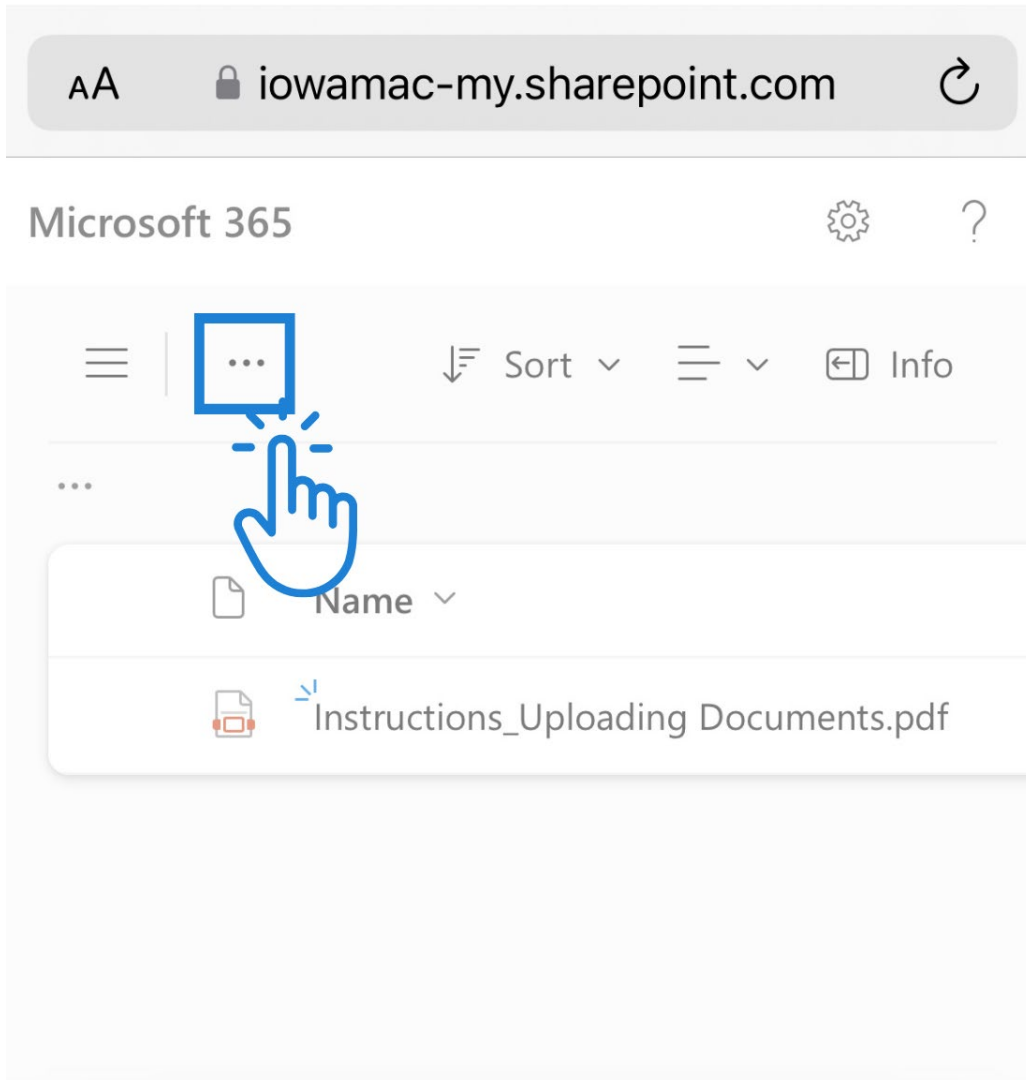 AA iowamac-my.sharepoint.com
Microsoft 365 ?
... Sort Info
...
Name
Instructions_Uploading Documents.pdf